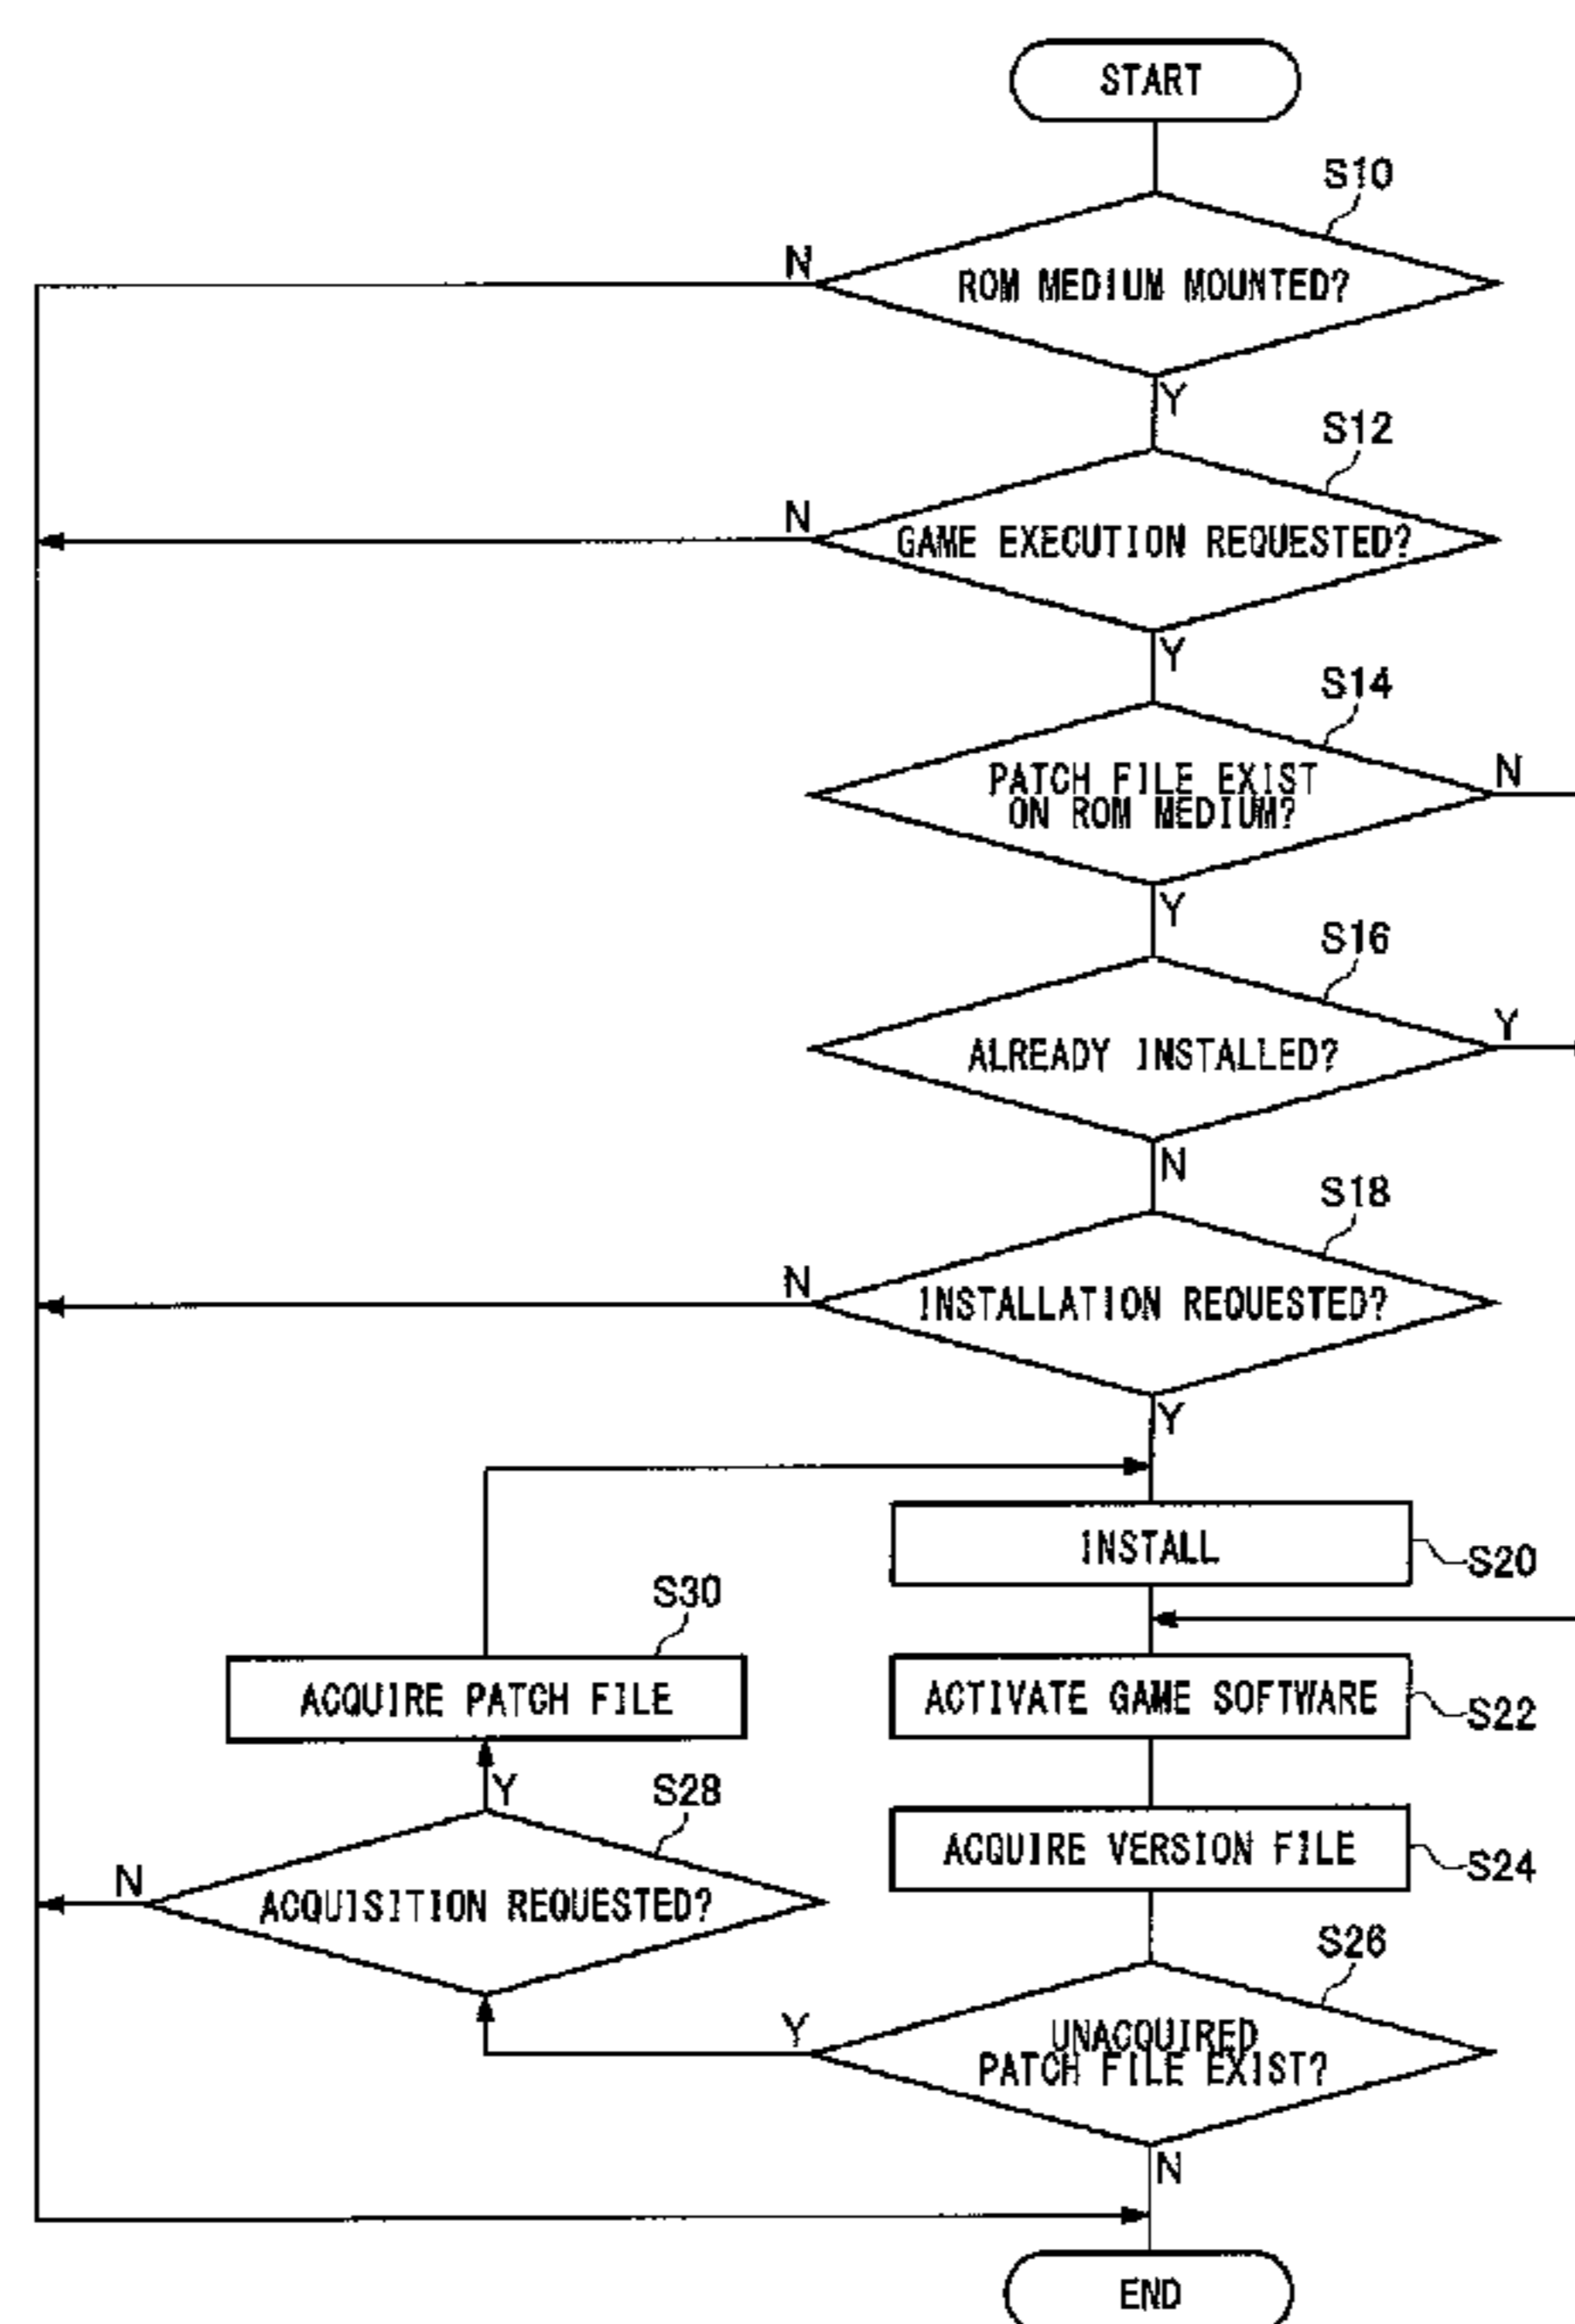 START
S10
N
ROM MEDIUM MOUNTED?
Y
S12
N
GAME EXECUTION REQUESTED?
Y
S14
PATCH FILE EXIST
ON ROM MEDIUM?
N
Y
S16
ALREADY INSTALLED?
Y
N
S18
N
INSTALLATION REQUESTED?
Y
INSTALL
S20
S30
ACQUIRE PATCH FILE
ACTIVATE GAME SOFTWARE
S22
Y
S28
ACQUIRE VERSION FILE
S24
N
ACQUISITION REQUESTED?
S26
Y
UNACQUIRED
PATCH FILE EXIST?
N
END